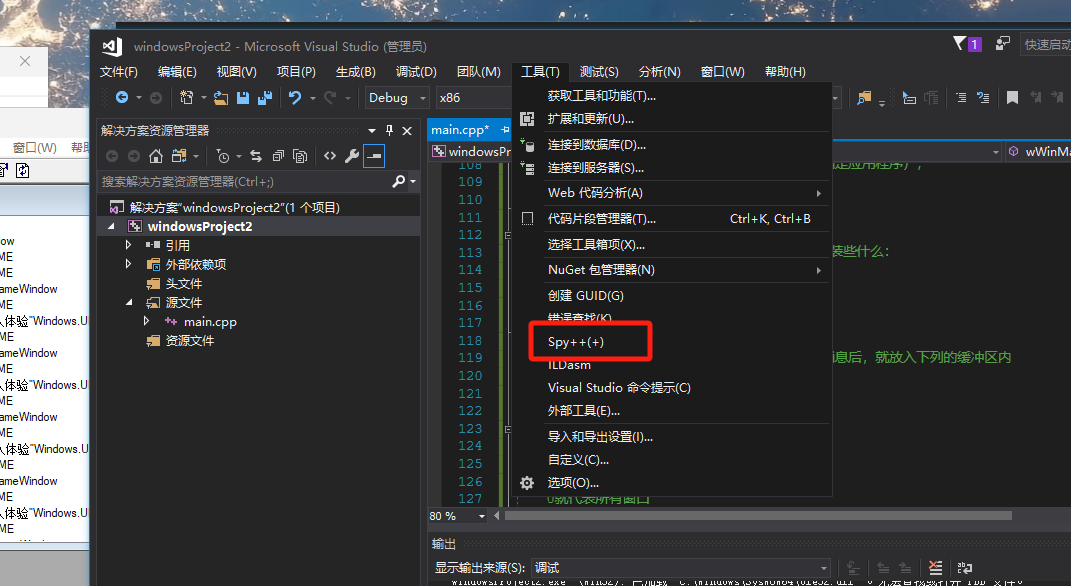 windowsProject2 - Microsoft Visual Studio (管理员)
1
快速启动
文件(F) 编辑(E) 视图(V) 项目(P) 生成(B) 调试(D) 团队(M) 工具(T) 测试(S) 分析(N) 窗口(W) 帮助(H)
Debug x86
窗口(W) 帮助
解决方案资源管理器
搜索解决方案资源管理器(Ctrl+;)
解决方案"windowsProject2"(1 个项目)
windowsProject2
引用
外部依赖项
头文件
源文件
main.cpp
资源文件
获取工具和功能(T)...
扩展和更新(U)...
连接到数据库(D)...
连接到服务器(S)...
Web 代码分析(A)
代码片段管理器(T)... Ctrl+K, Ctrl+B
选择工具箱项(X)...
NuGet 包管理器(N)
创建 GUID(G)
错误查找(K)
Spy++(+)
ILDasm
Visual Studio 命令提示(C)
外部工具(E)...
导入和导出设置(I)...
自定义(C)...
选项(O)...
main.cpp*
windowsPr
wWinMa
108
109
110
111
112
113
114
115
116
117
118
119
120
121
122
123
124
125
126
127
是应用程序),
装些什么:
息后，就放入下列的缓冲区内
0就代表所有窗口
80 %
输出
显示输出来源(S): 调试
ow
ME
ME
ameWindow
ME
入体验"Windows.U
ME
ameWindow
ME
入体验"Windows.U
ME
ameWindow
ME
入体验"Windows.U
ME
ameWindow
ME
入体验"Windows.U
ME